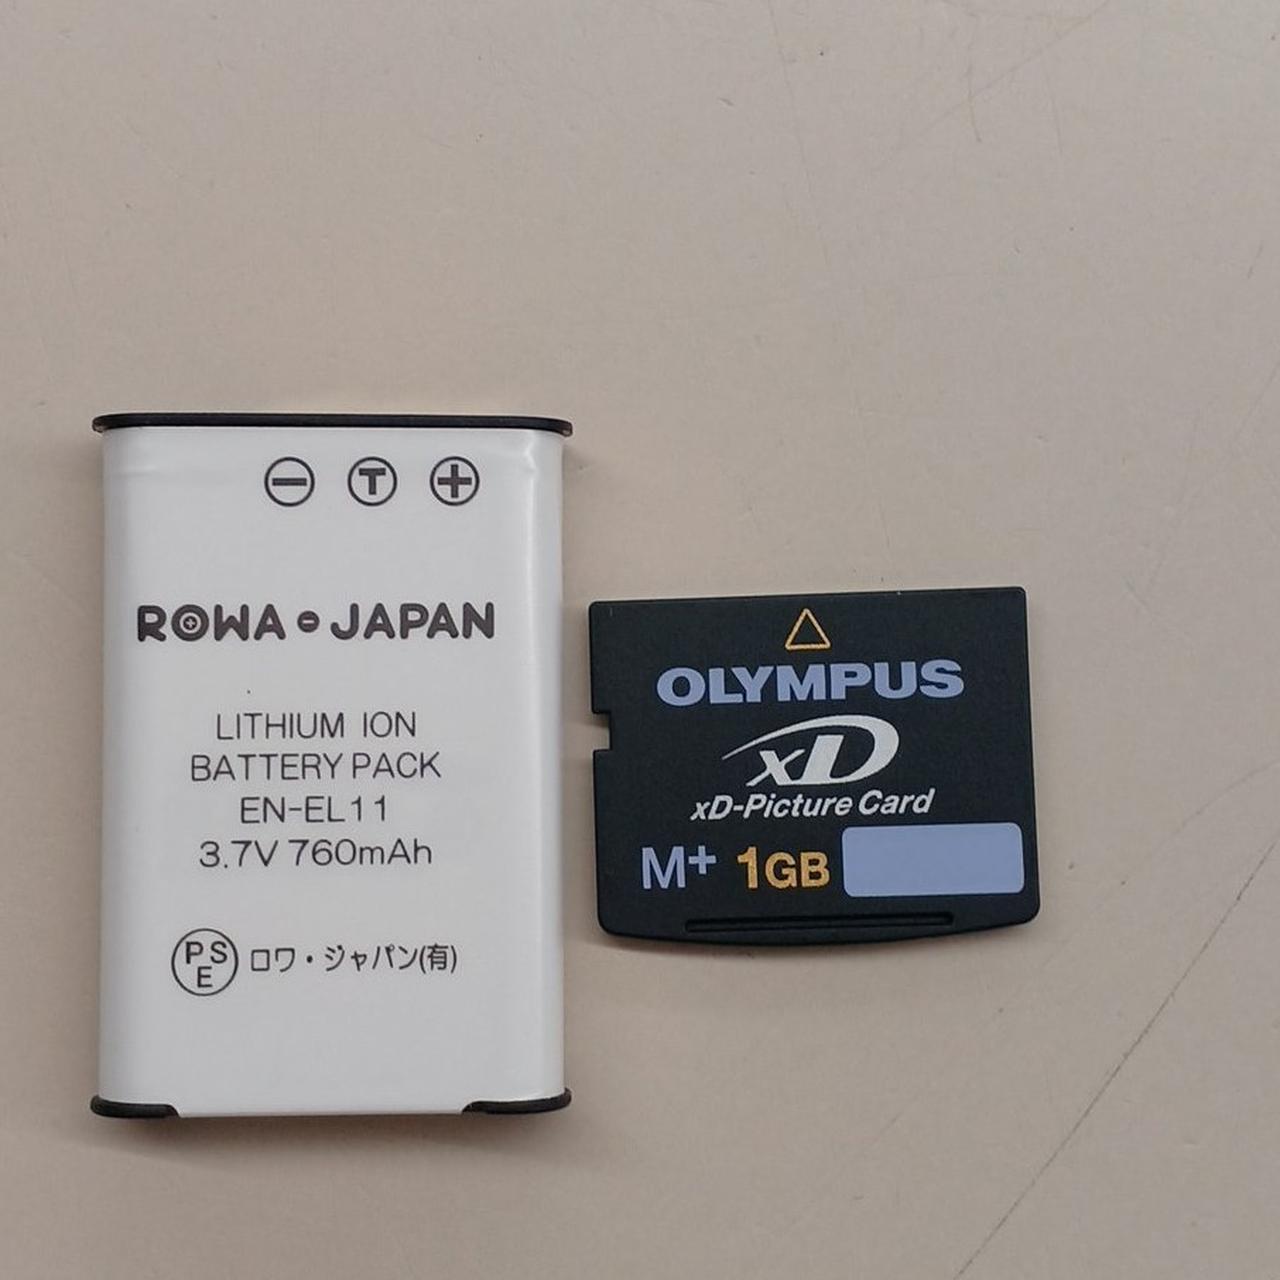 T
ROWA JAPAN
LITHIUM ION
BATTERY PACK
EN-EL11
3.7V 760mAh
PSE ロワ・ジャパン(有)
OLYMPUS
xD
xD-Picture Card
M+ 1GB